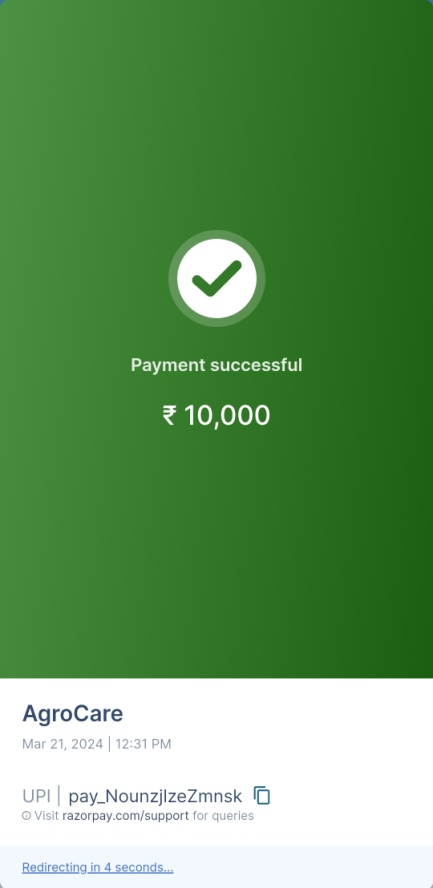 Payment successful
₹ 10,000
AgroCare
Mar 21, 2024 | 12:31 PM
UPI | pay_NounzjlzeZmnsk
Visit razorpay.com/support for queries
Redirecting in 4 seconds...